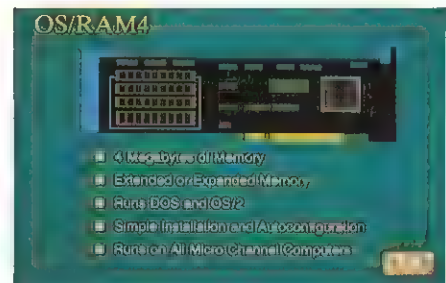 OS/RAM4
4 Megabytes of Memory
Extended or Expanded Memory
Runs DOS and OS/2
Simple Installation and Autoconfiguration
Runs on All Micro Channel Computers